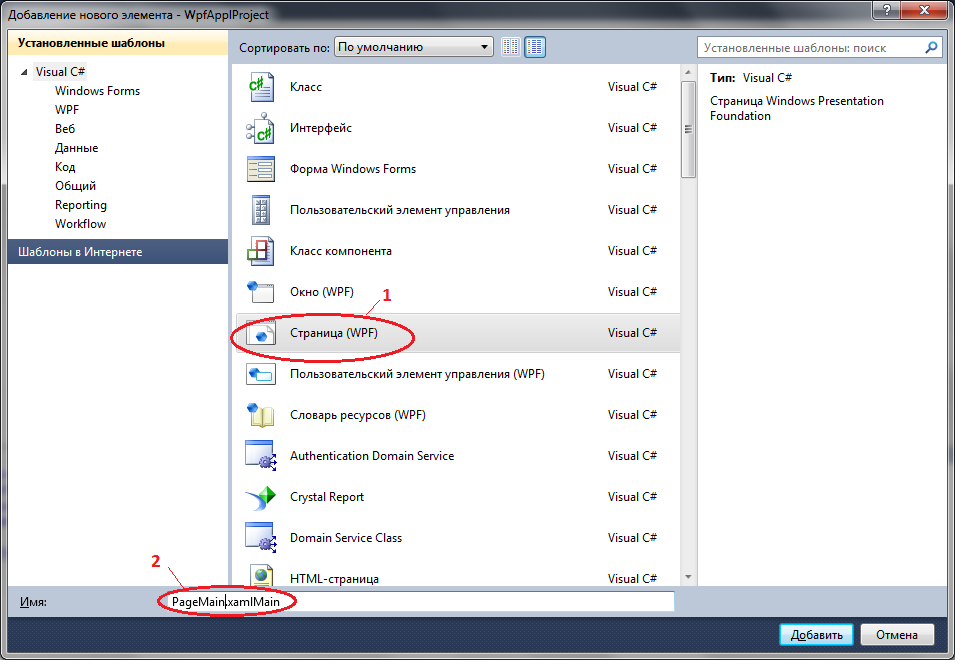 Добавление нового элемента - WpfApplProject
Установленные шаблоны
Visual C#
Windows Forms
WPF
Веб
Данные
Код
Общий
Reporting
Workflow
Шаблоны в Интернете
Сортировать по: По умолчанию
Класс Visual C#
Интерфейс Visual C#
Форма Windows Forms Visual C#
Пользовательский элемент управления Visual C#
Класс компонента Visual C#
Окно (WPF) Visual C#
1
Страница (WPF) Visual C#
Пользовательский элемент управления (WPF) Visual C#
Словарь ресурсов (WPF) Visual C#
Authentication Domain Service Visual C#
Crystal Report Visual C#
Domain Service Class Visual C#
HTML-страница Visual C#
Установленные шаблоны: поиск
Тип: Visual C#
Страница Windows Presentation
Foundation
2
Имя: PageMain.xamlMain
Добавить Отмена